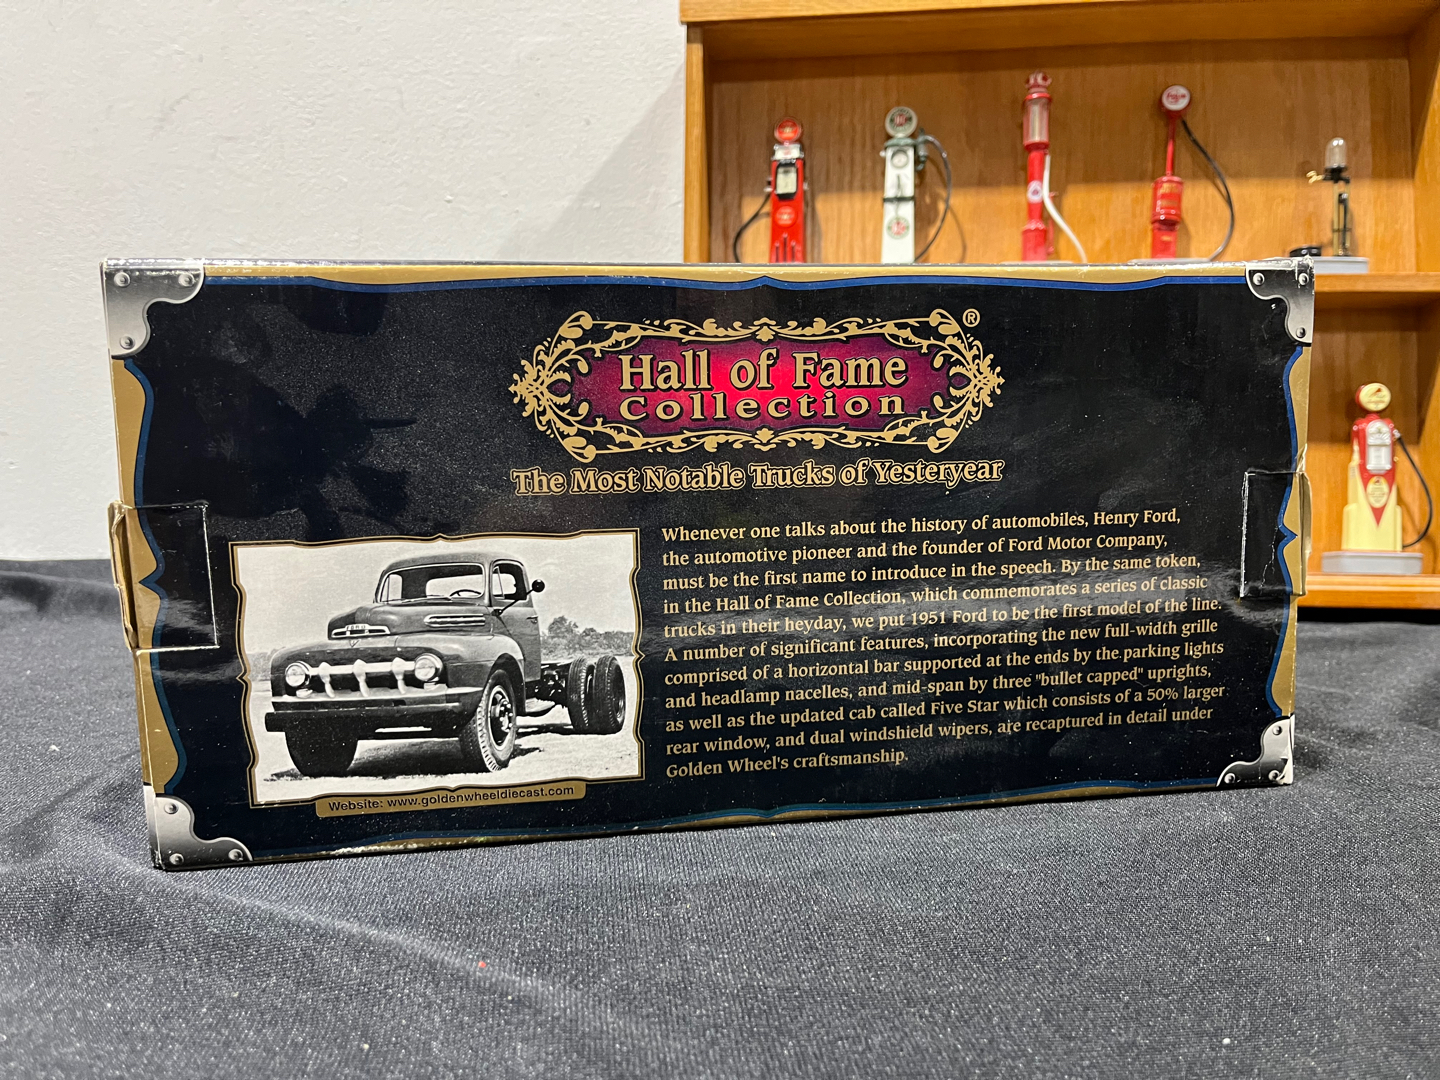 Hall of Fame
Collection
®
The Most Notable Trucks of Yesteryear
Whenever one talks about the history of automobiles, Henry Ford,
the automotive pioneer and the founder of Ford Motor Company,
must be the first name to introduce in the speech. By the same token,
in the Hall of Fame Collection, which commemorates a series of classic
trucks in their heyday, we put 1951 Ford to be the first model of the line.
A number of significant features, incorporating the new full-width grille
comprised of a horizontal bar supported at the ends by the parking lights
and headlamp nacelles, and mid-span by three "bullet capped" uprights,
as well as the updated cab called Five Star which consists of a 50% larger
rear window, and dual windshield wipers, are recaptured in detail under
Golden Wheel's craftsmanship.
Website: www.goldenwheeldiecast.com